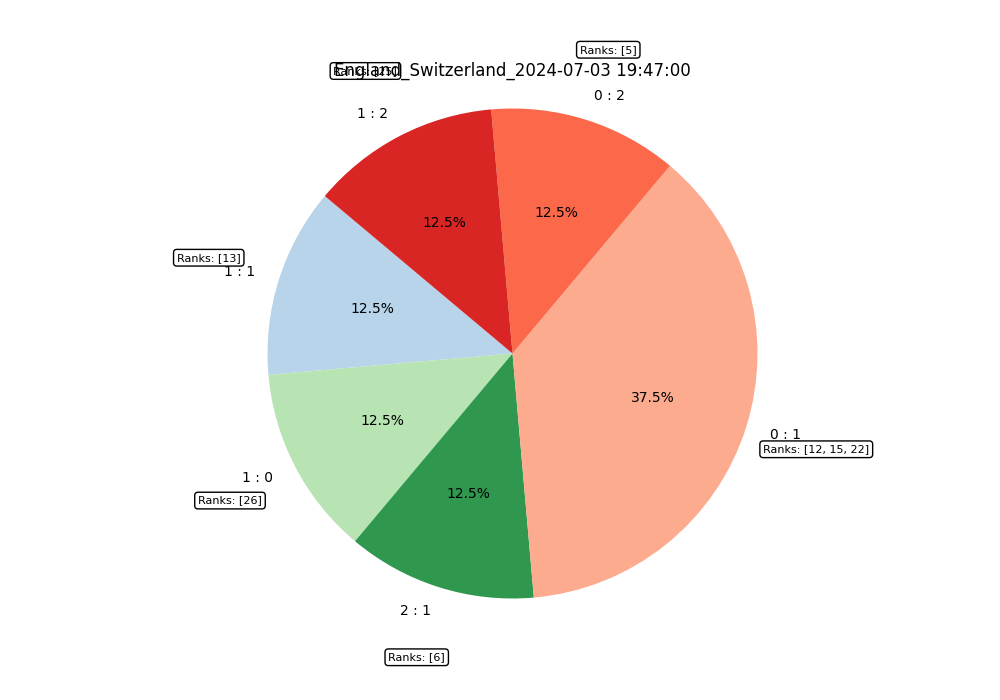 Ranks: [5]
England_Switzerland_2024-07-03 19:47:00
0 : 2
1 : 2
12.5%
12.5%
Ranks: [13]
1 : 1
12.5%
37.5%
12.5%
0 : 1
Ranks: [12, 15, 22]
1 : 0
12.5%
Ranks: [26]
2 : 1
Ranks: [6]